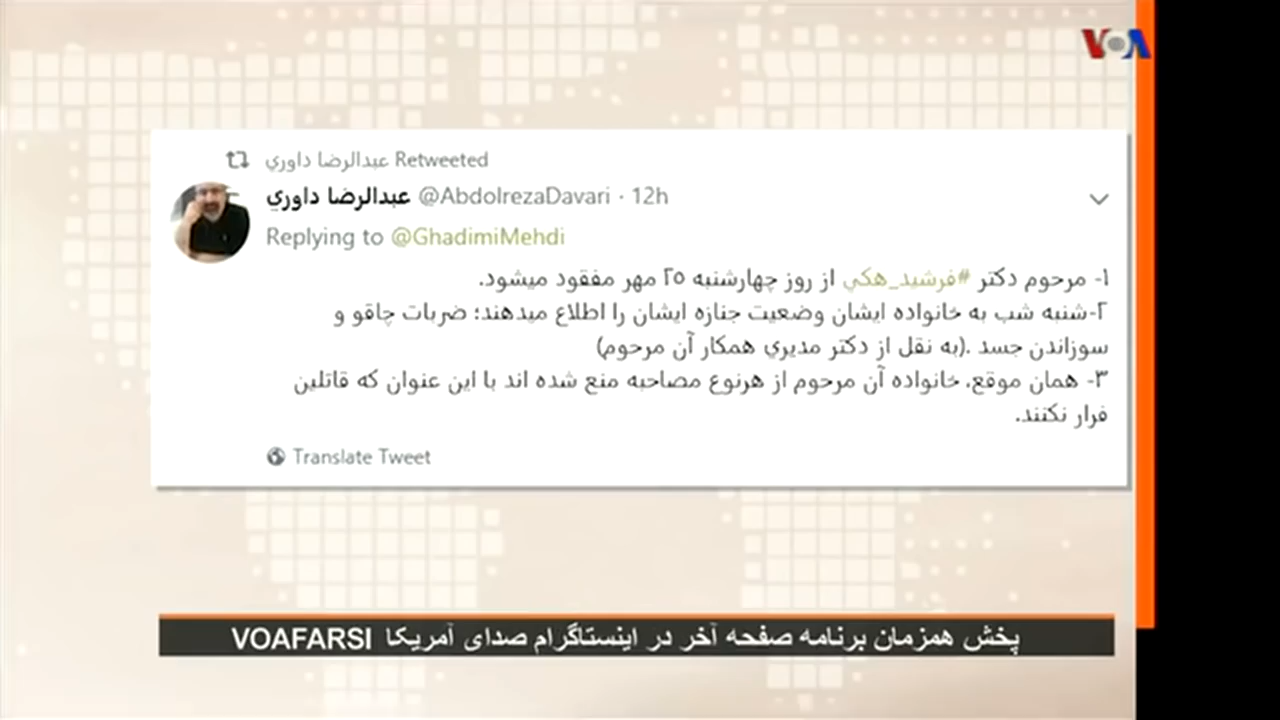 VOA
عبدالرضا داوري Retweeted
عبدالرضا داوري @AbdolrezaDavari · 12h
Replying to @GhadimiMehdi
۱- مرحوم دکتر #فرشید_هکي از روز چهارشنبه ۲۵ مهر مفقود میشود.
۲-شنبه شب به خانواده ایشان وضعیت جنازه ایشان را اطلاع میدهند؛ ضربات چاقو و
سوزاندن جسد .(به نقل از دکتر مدیري همکار آن مرحوم)
۳- همان موقع، خانواده آن مرحوم از هرنوع مصاحبه منع شده اند با این عنوان که قاتلین
فرار نکنند.
Translate Tweet
پخش همزمان برنامه صفحه آخر در اینستاگرام صدای آمریکا VOAFARSI